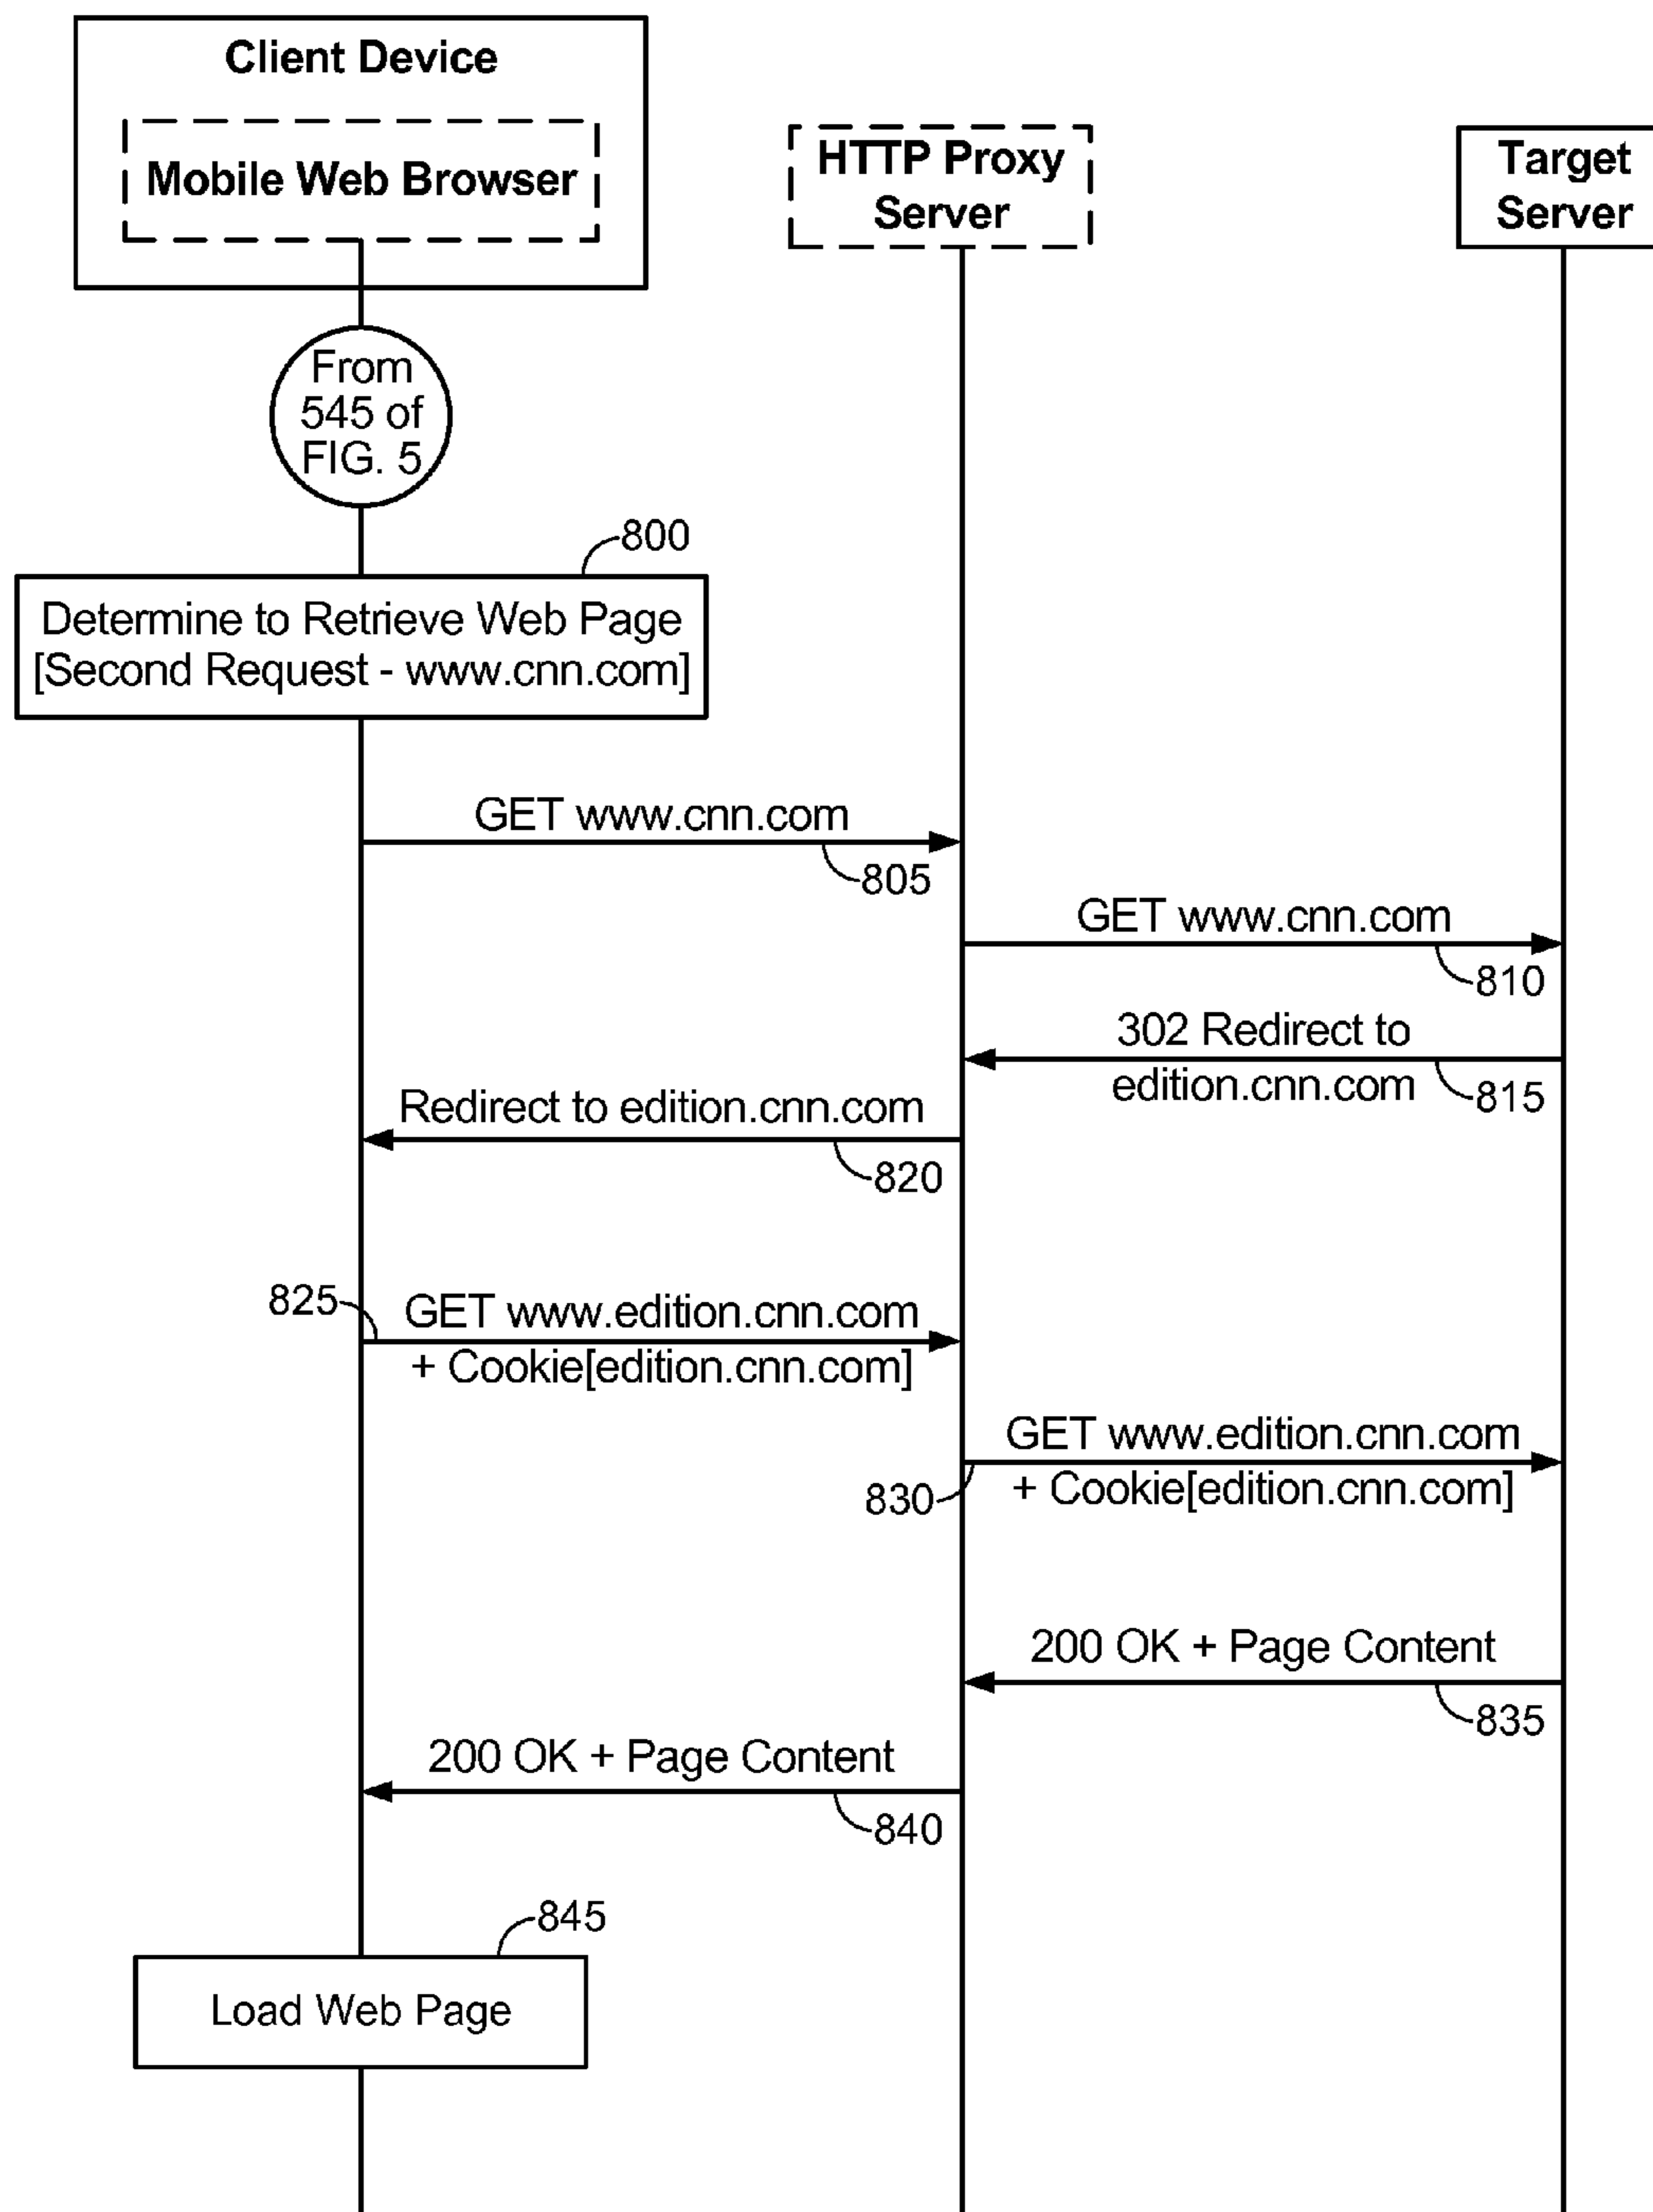 Client Device
Mobile Web Browser
HTTP Proxy
Server
Target
Server
From
545 of
FIG. 5
800
Determine to Retrieve Web Page
[Second Request - www.cnn.com]
GET www.cnn.com
805
GET www.cnn.com
810
302 Redirect to
edition.cnn.com
815
Redirect to edition.cnn.com
820
825
GET www.edition.cnn.com
+ Cookie[edition.cnn.com]
GET www.edition.cnn.com
+ Cookie[edition.cnn.com]
830
200 OK + Page Content
835
200 OK + Page Content
840
845
Load Web Page